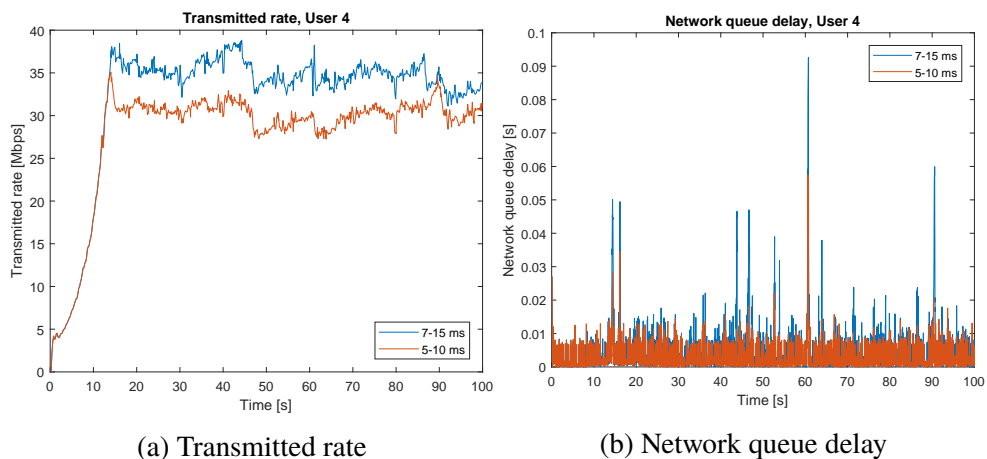 Transmitted rate, User 4
Transmitted rate [Mbps]
40
35
30
25
20
15
10
5
0
0 10 20 30 40 50 60 70 80 90 100
Time [s]
7-15 ms
5-10 ms
(a) Transmitted rate
Network queue delay, User 4
Network queue delay [s]
0.1
0.09
0.08
0.07
0.06
0.05
0.04
0.03
0.02
0.01
0
0 10 20 30 40 50 60 70 80 90 100
Time [s]
7-15 ms
5-10 ms
(b) Network queue delay